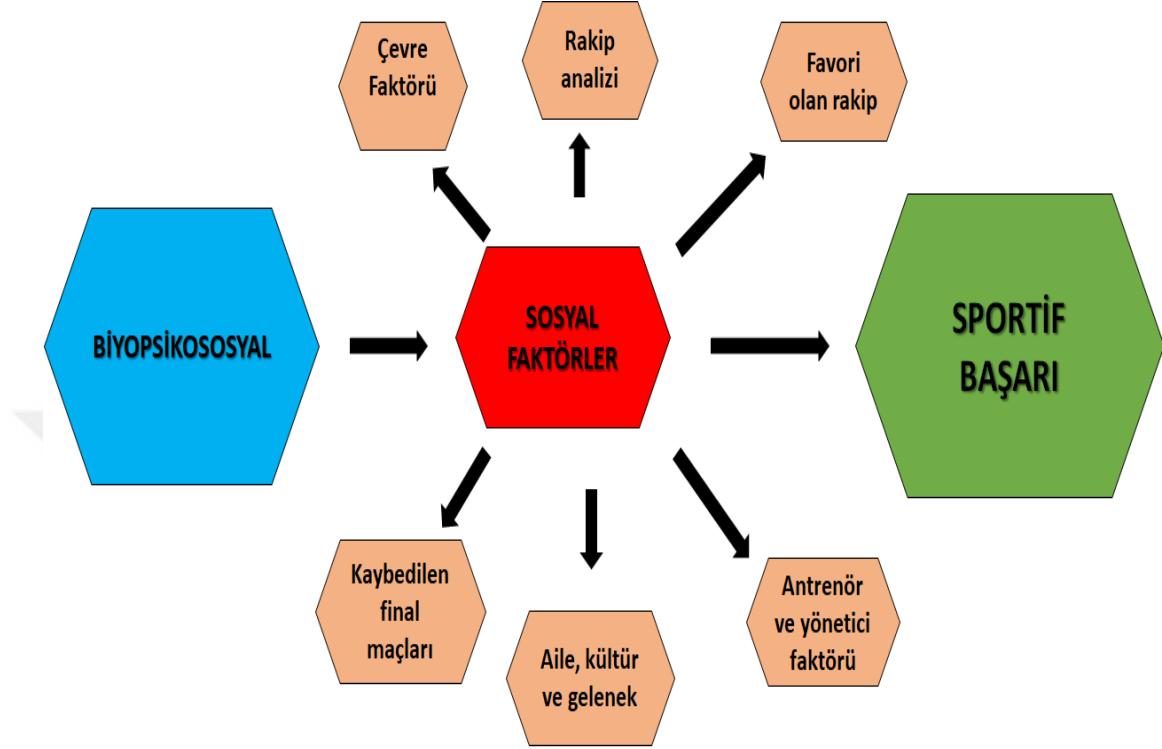 Çevre
Faktörü
Rakip
analizi
Favori
olan rakip
BİYOPSİKOSOSYAL
SOSYAL
FAKTÖRLER
SPORTİF
BAŞARI
Kaybedilen
final
maçları
Aile, kültür
ve gelenek
Antrenör
ve yönetici
faktörü